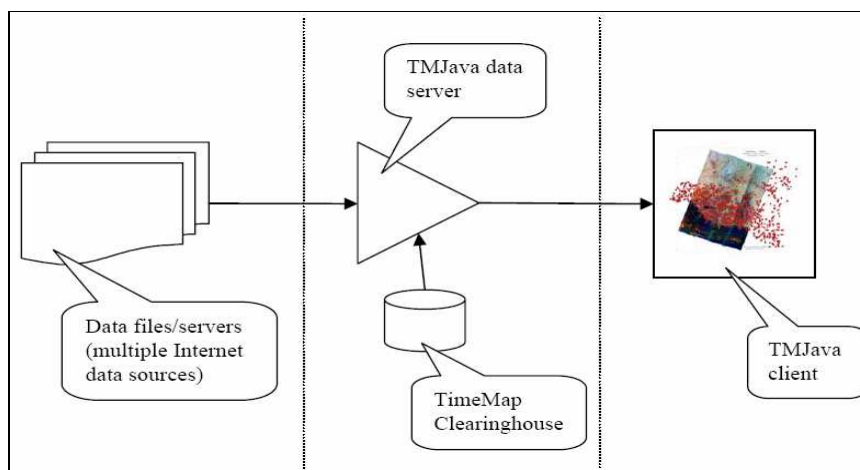 TMJava data
server
Data files/servers
(multiple Internet
data sources)
TimeMap
Clearinghouse
TMJava
client